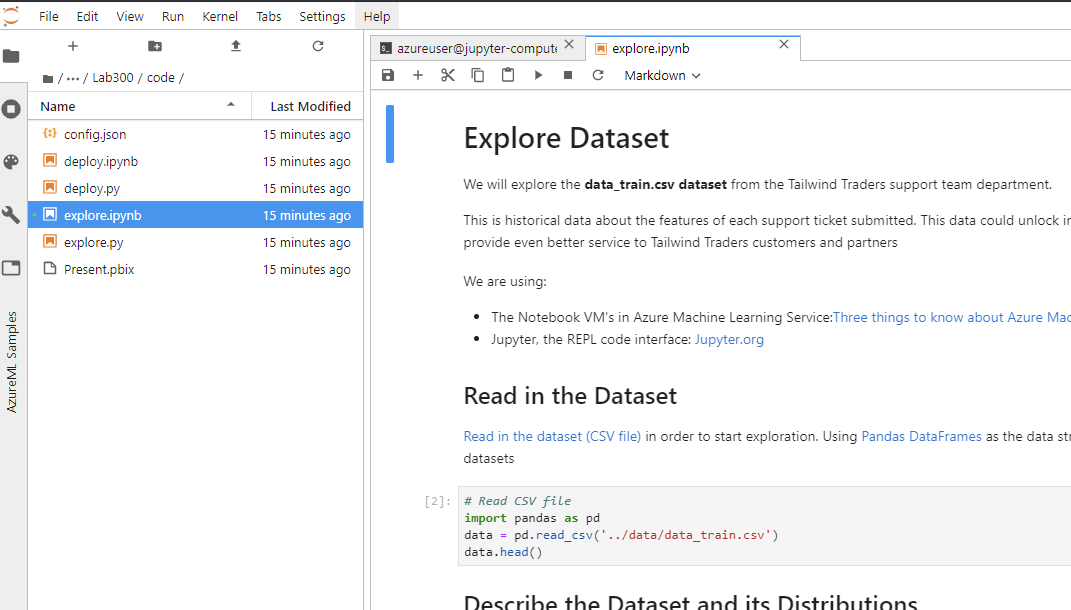 File Edit View Run Kernel Tabs Settings Help
/ ••• / Lab300 / code /
Name Last Modified
config.json 15 minutes ago
deploy.ipynb 15 minutes ago
deploy.py 15 minutes ago
explore.ipynb 15 minutes ago
explore.py 15 minutes ago
Present.pbix 15 minutes ago
AzureML Samples
azureuser@jupyter-compute explore.ipynb
Markdown
Explore Dataset
We will explore the data_train.csv dataset from the Tailwind Traders support team department.
This is historical data about the features of each support ticket submitted. This data could unlock
provide even better service to Tailwind Traders customers and partners
We are using:
• The Notebook VM's in Azure Machine Learning Service:Three things to know about Azure
• Jupyter, the REPL code interface: Jupyter.org
Read in the Dataset
Read in the dataset (CSV file) in order to start exploration. Using Pandas DataFrames as the data
datasets
[2]: # Read CSV file
import pandas as pd
data = pd.read_csv('../data/data_train.csv')
data.head()
Describe the Dataset and its Distributions